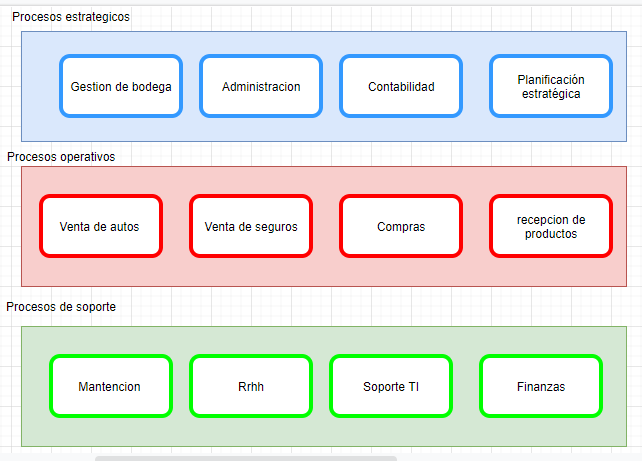 Procesos estrategicos
Gestion de bodega
Administracion
Contabilidad
Planificación
estratégica
Procesos operativos
Venta de autos
Venta de seguros
Compras
recepcion de
productos
Procesos de soporte
Mantencion
Rrhh
Soporte TI
Finanzas